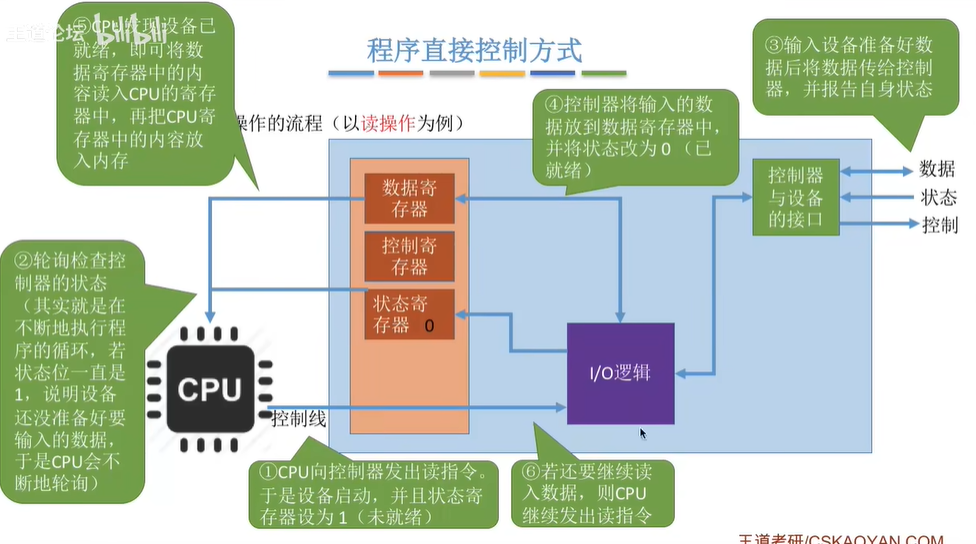 王道论坛 bilibili
程序直接控制方式
操作的流程（以读操作为例）
⑤CPU发现设备已
就绪，即可将数
据寄存器中的内
容读入CPU的寄存
器中，再把CPU寄
存器中的内容放
入内存
③输入设备准备好数
据后将数据传给控制
器，并报告自身状态
④控制器将输入的数
据放到数据寄存器中，
并将状态改为 0 （已
就绪）
数据寄
存器
控制寄
存器
状态寄
存器 0
控制器
与设备
的接口
数据
状态
控制
②轮询检查控
制器的状态
（其实就是在
不断地执行程
序的循环，若
状态位一直是
1，说明设备
还没准备好要
输入的数据，
于是CPU会不
断地轮询）
CPU
I/O逻辑
控制线
①CPU向控制器发出读指令。
于是设备启动，并且状态寄
存器设为 1（未就绪）
⑥若还要继续读
入数据，则CPU
继续发出读指令
王道考研/CSKAOYAN.COM